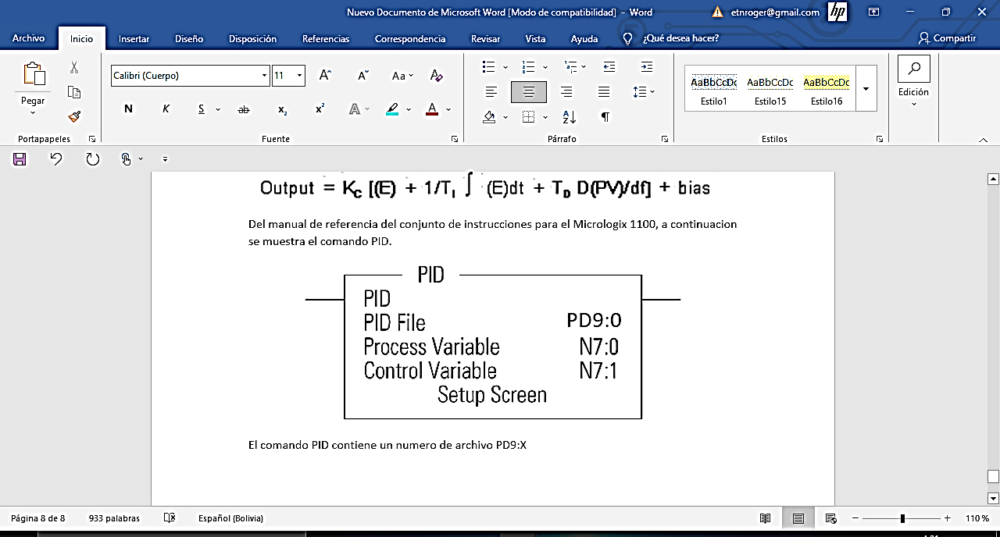 Nuevo Documento de Microsoft Word [Modo de compatibilidad] - Word
etnroger@gmail.com
hp
Archivo Inicio Insertar Diseño Disposición Referencias Correspondencia Revisar Vista Ayuda ¿Qué desea hacer? Compartir
Calibri (Cuerpo) 11 Aa
AaBbCcDc AaBbCcDc AaBbCcDc
Pegar
Estilo1 Estilo15 Estilo16
Edición
N K S ab x₂ x² A A
Portapapeles Fuente Párrafo Estilos
Output = K_C [(E) + 1/T_I ∫ (E)dt + T_D D(PV)/df] + bias
Del manual de referencia del conjunto de instrucciones para el Micrologix 1100, a continuacion
se muestra el comando PID.
PID
PID
PID File PD9:0
Process Variable N7:0
Control Variable N7:1
Setup Screen
El comando PID contiene un numero de archivo PD9:X
Página 8 de 8 933 palabras Español (Bolivia) 110 %